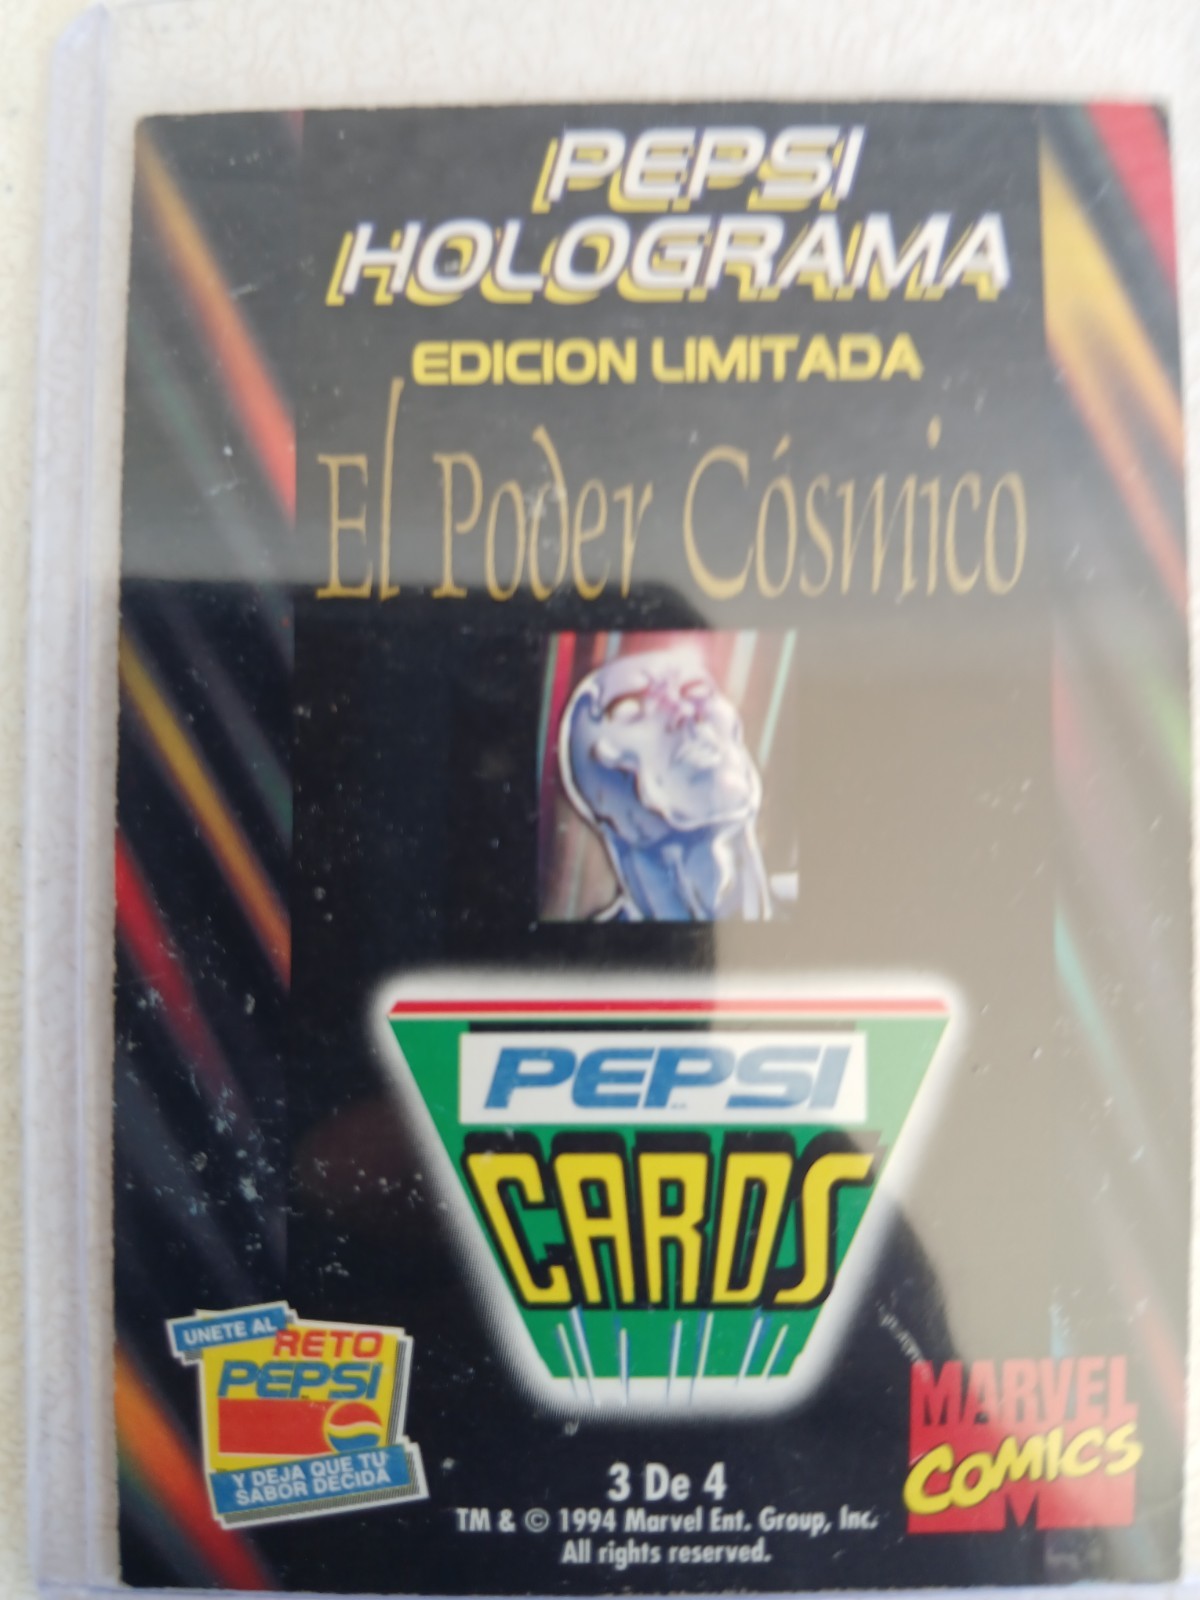 PEPSI
HOLOGRAMA
EDICION LIMITADA
El Poder Cósmico
PEPSI
CARDS
UNETE AL
RETO
PEPSI
Y DEJA QUE TU
SABOR DECIDA
MARVEL
COMICS
3 De 4
TM & © 1994 Marvel Ent. Group, Inc.
All rights reserved.